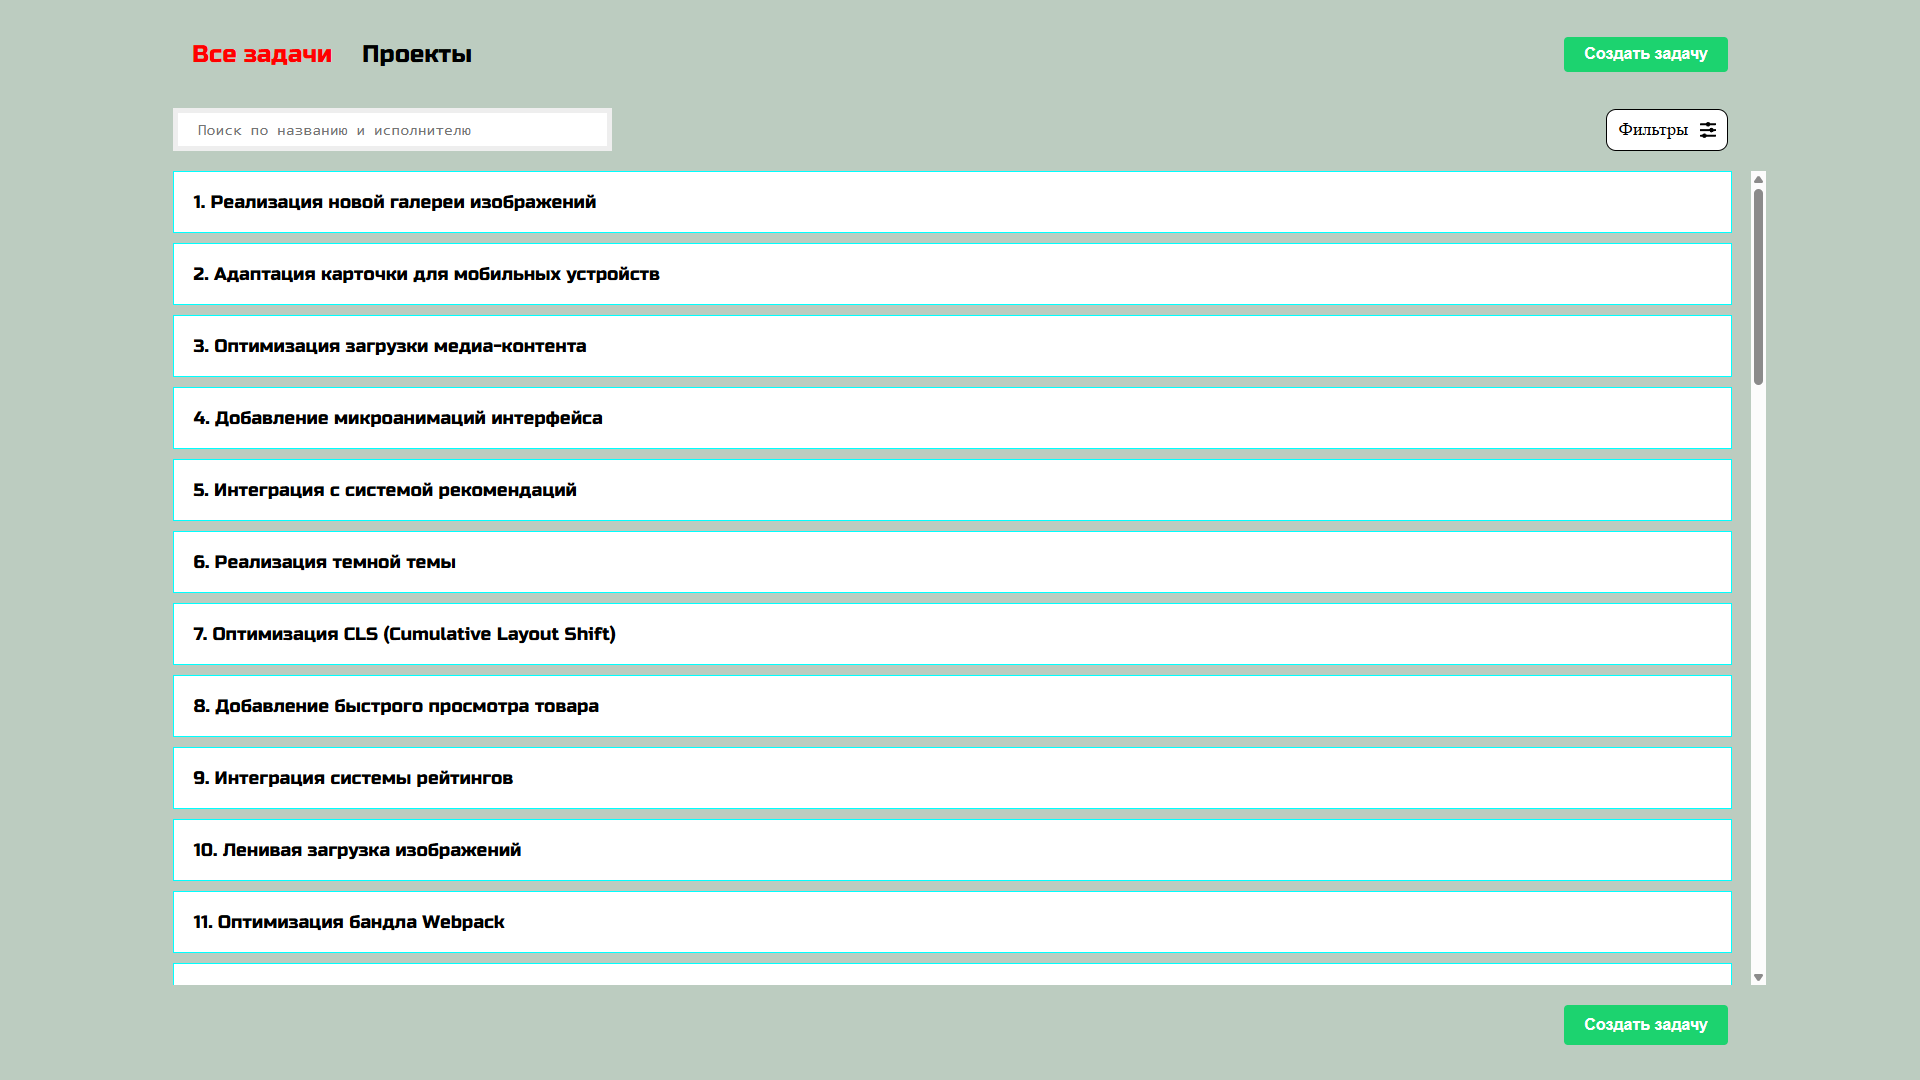 Все задачи Проекты Создать задачу
Поиск по названию и исполнителю Фильтры
1. Реализация новой галереи изображений
2. Адаптация карточки для мобильных устройств
3. Оптимизация загрузки медиа-контента
4. Добавление микроанимаций интерфейса
5. Интеграция с системой рекомендаций
6. Реализация темной темы
7. Оптимизация CLS (Cumulative Layout Shift)
8. Добавление быстрого просмотра товара
9. Интеграция системы рейтингов
10. Ленивая загрузка изображений
11. Оптимизация бандла Webpack
Создать задачу